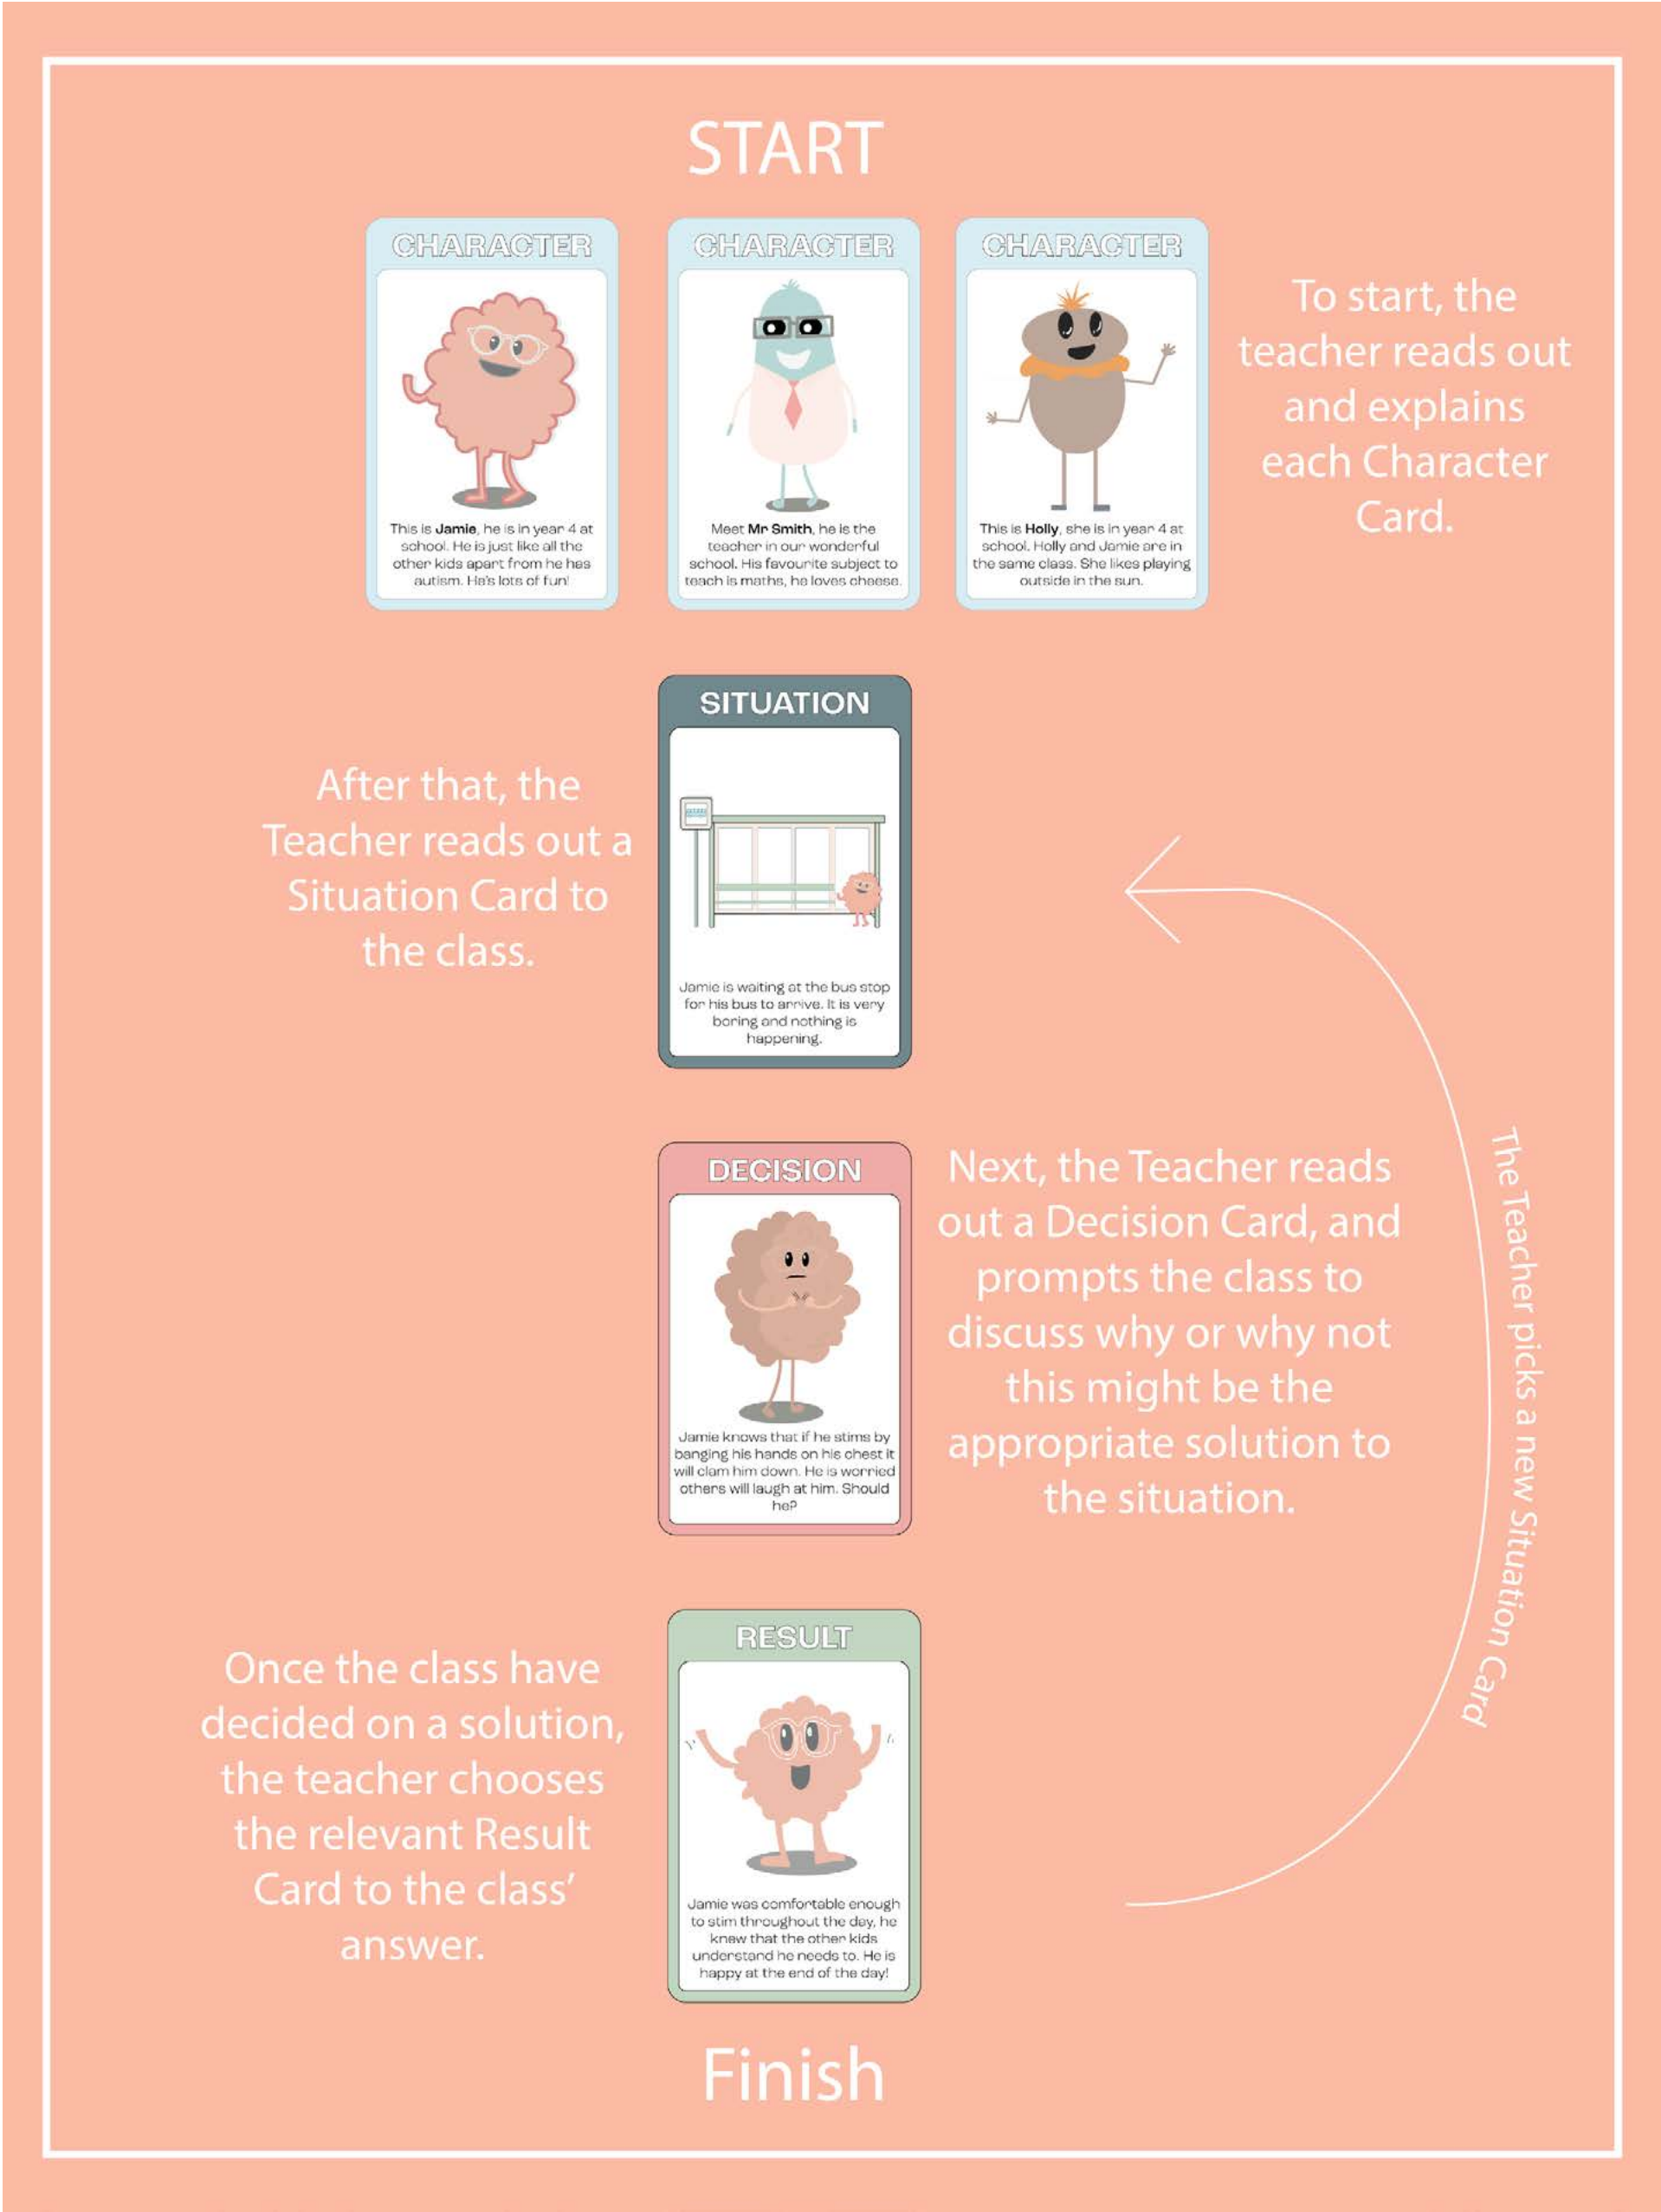 START
CHARACTER
This is Jamie, he is in year 4 at
school. He is just like all the
other kids apart from he has
autism. He's lots of fun!
CHARACTER
Meet Mr Smith, he is the
teacher in our wonderful
school. His favourite subject to
teach is maths, he loves cheese.
CHARACTER
This is Holly, she is in year 4 at
school. Holly and Jamie are in
the same class. She likes playing
outside in the sun.
To start, the
teacher reads out
and explains
each Character
Card.
After that, the
Teacher reads out a
Situation Card to
the class.
SITUATION
Jamie is waiting at the bus stop
for his bus to arrive. It is very
boring and nothing is
happening.
DECISION
Jamie knows that if he stims by
banging his hands on his chest it
will clam him down. He is worried
others will laugh at him. Should
he?
Next, the Teacher reads
out a Decision Card, and
prompts the class to
discuss why or why not
this might be the
appropriate solution to
the situation.
The Teacher picks a new Situation Card
Once the class have
decided on a solution,
the teacher chooses
the relevant Result
Card to the class'
answer.
RESULT
Jamie was comfortable enough
to stim throughout the day, he
knew that the other kids
understand he needs to. He is
happy at the end of the day!
Finish